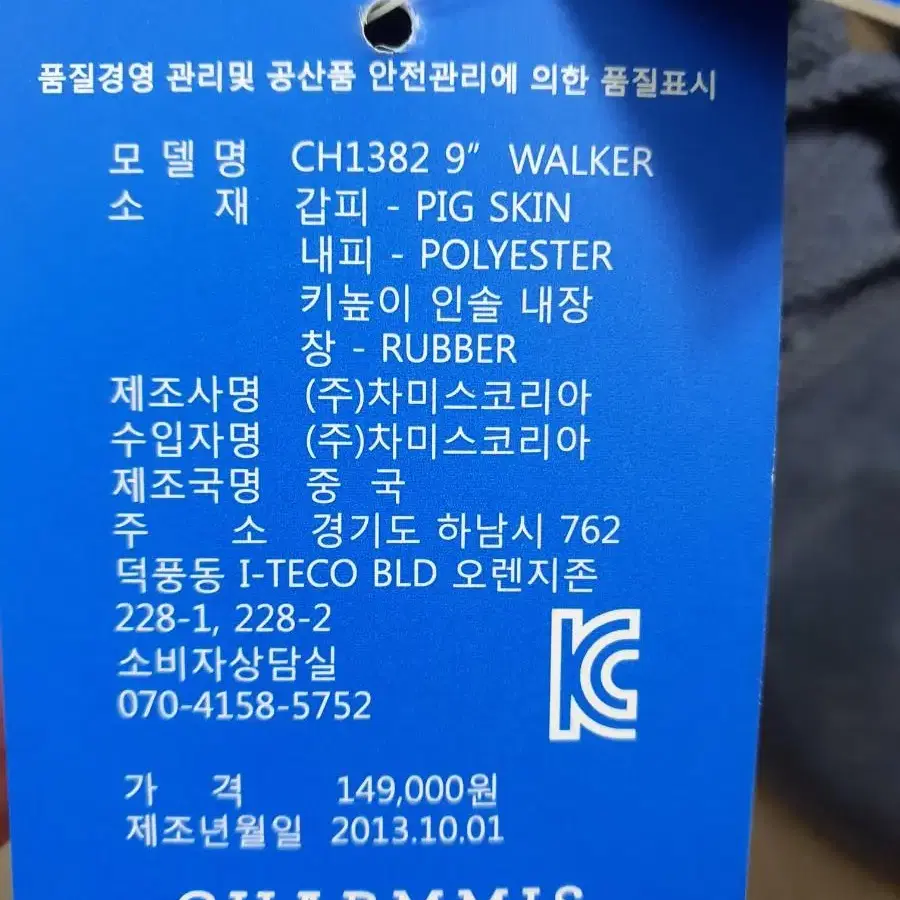 품질경영 관리및 공산품 안전관리에 의한 품질표시
모 델 명 CH1382 9” WALKER
소 재 갑피 - PIG SKIN
내피 - POLYESTER
키높이 인솔 내장
창 - RUBBER
제조사명 (주)차미스코리아
수입자명 (주)차미스코리아
제조국명 중 국
주 소 경기도 하남시 762
덕풍동 I-TECO BLD 오렌지존
228-1, 228-2
소비자상담실
070-4158-5752
KC
가 격 149,000원
제조년월일 2013.10.01
CHARMMIS